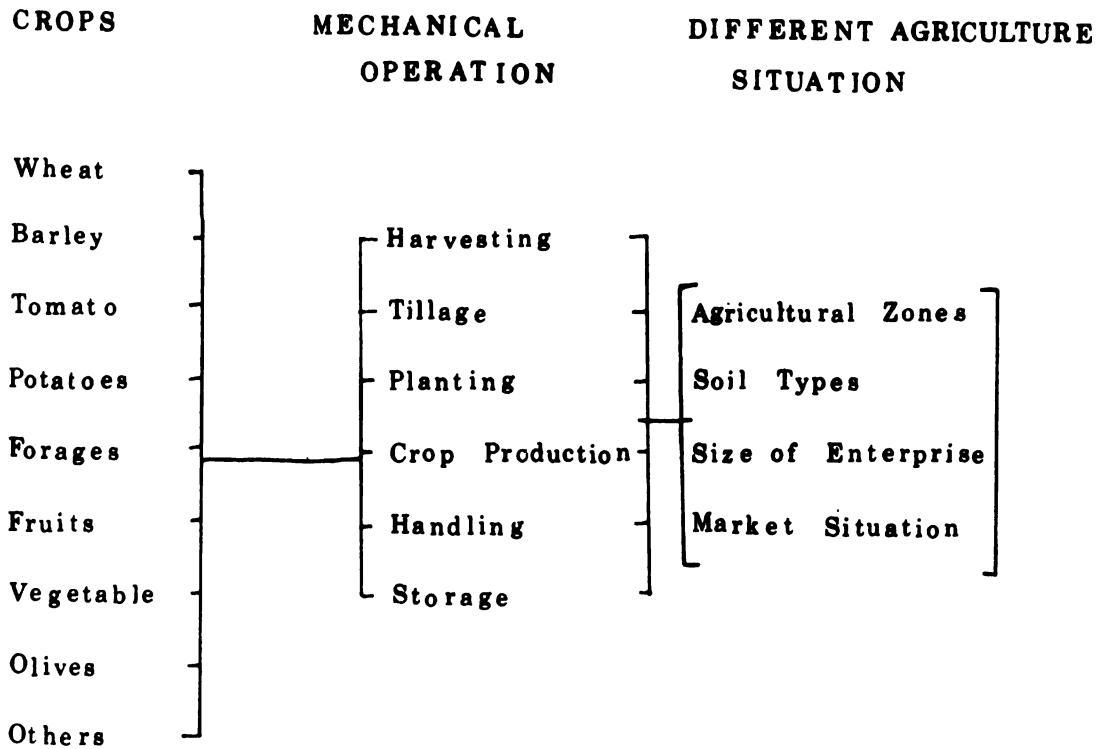 CROPS
MECHANICAL
OPERATION
DIFFERENT AGRICULTURE
SITUATION
Wheat
Barley
Tomato
Potatoes
Forages
Fruits
Vegetable
Olives
Others
Harvesting
Tillage
Planting
Crop Production
Handling
Storage
Agricultural Zones
Soil Types
Size of Enterprise
Market Situation